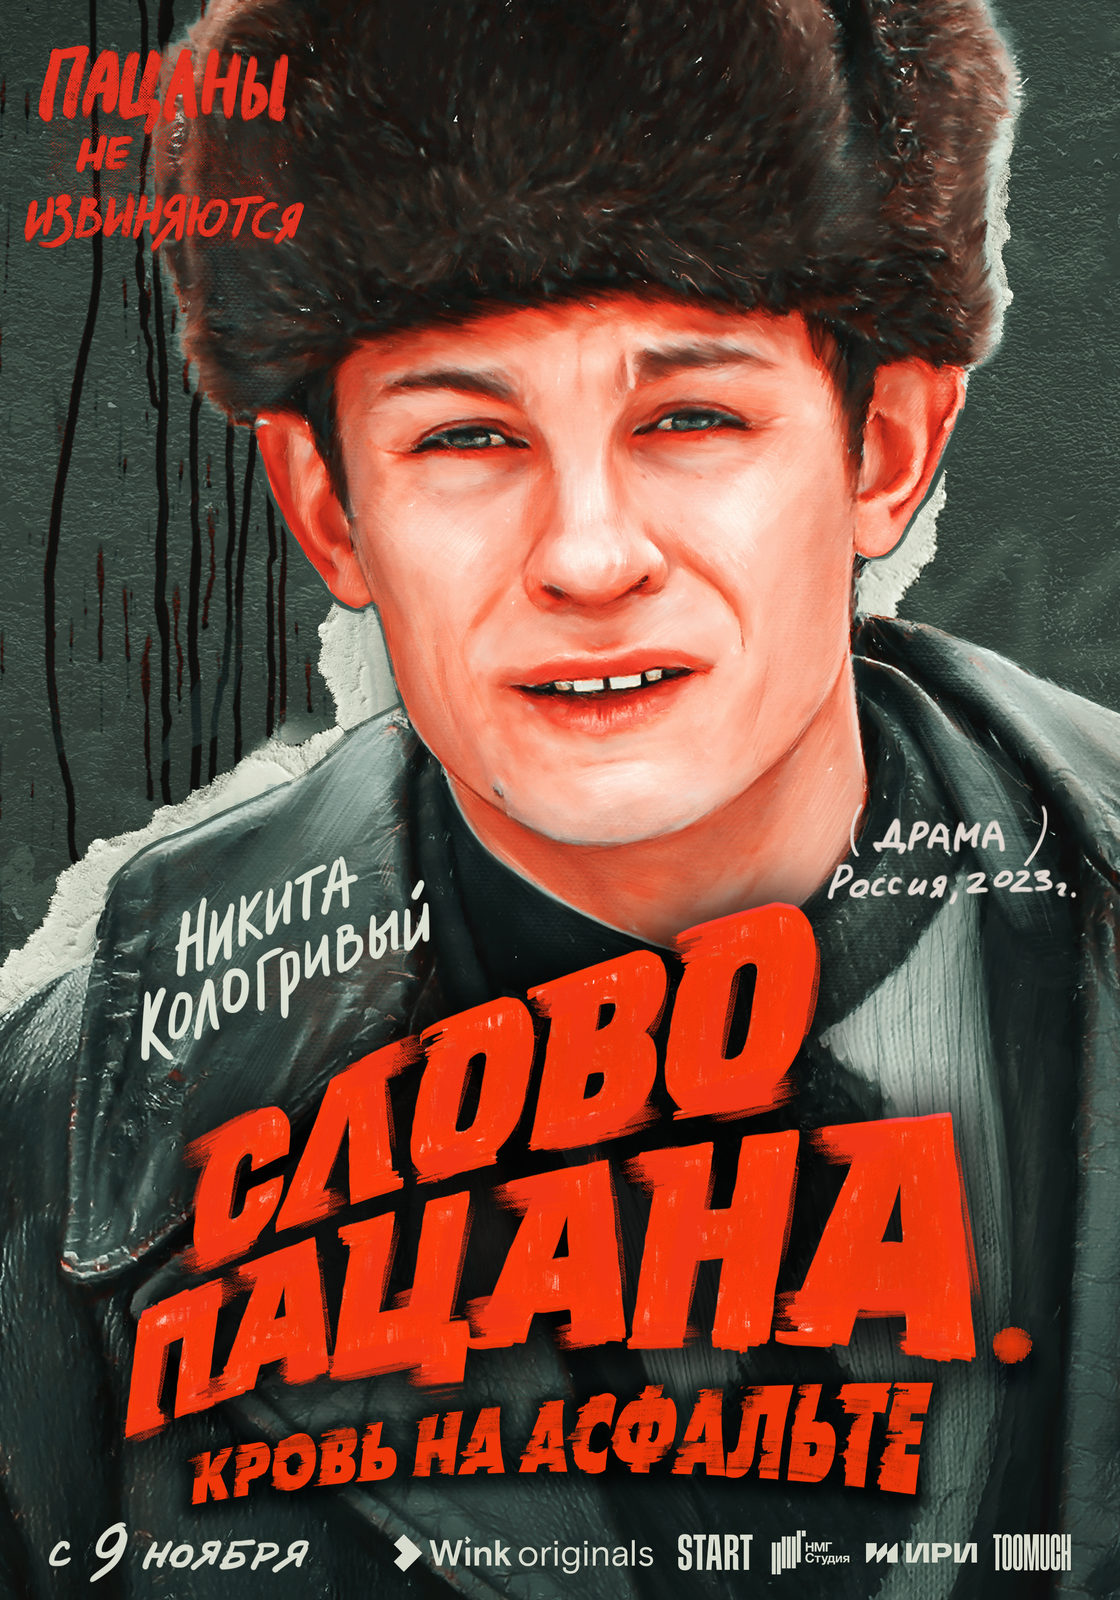 ПАЦАНЫ
НЕ
ИЗВИНЯЮТСЯ
(ДРАМА)
Россия, 2023г.
НИКИТА
КОЛОГРИВЫЙ
СЛОВО
ПАЦАНА.
КРОВЬ НА АСФАЛЬТЕ
с 9 НОЯБРЯ
Wink originals
START
НМГ
Студия
ИРИ
TOOMUCH